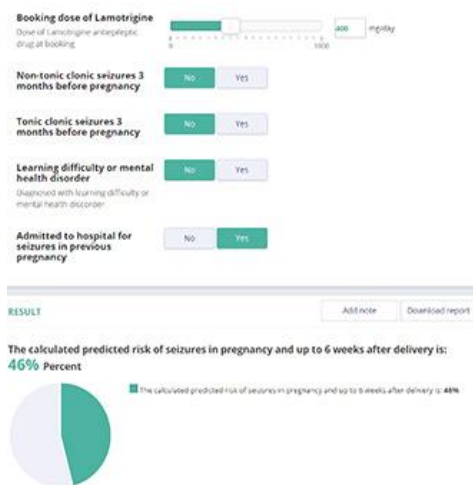 Booking dose of Lamotrigine
Dose of Lamotrigine antiepileptic
drug at booking
0
1000
400 mg/day
Non-tonic clonic seizures 3
months before pregnancy
No Yes
Tonic clonic seizures 3
months before pregnancy
No Yes
Learning difficulty or mental
health disorder
Diagnosed with learning difficulty or
mental health discorder
No Yes
Admitted to hospital for
seizures in previous
pregnancy
No Yes
RESULT
Add note Download report
The calculated predicted risk of seizures in pregnancy and up to 6 weeks after delivery is:
46% Percent
The calculated predicted risk of seizures in pregnancy and up to 6 weeks after delivery is: 46%